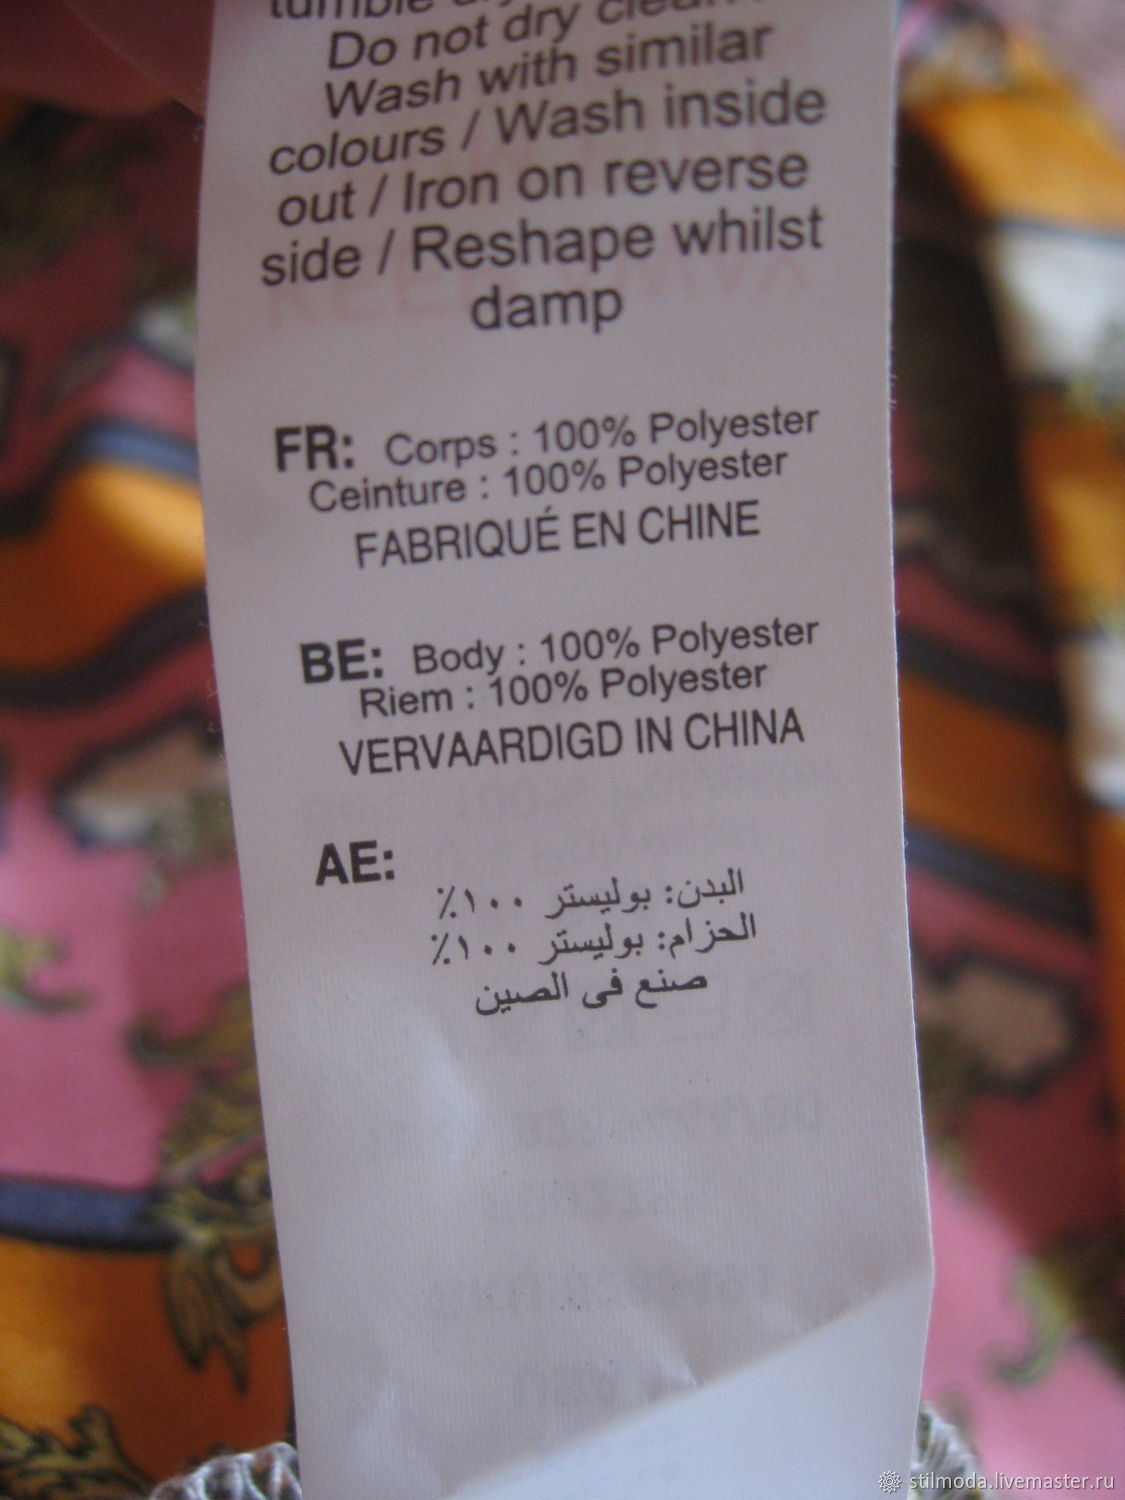 tumble
Do not dry clean
Wash with similar
colours / Wash inside
out / Iron on reverse
side / Reshape whilst
damp
FR: Corps : 100% Polyester
Ceinture : 100% Polyester
FABRIQUÉ EN CHINE
BE: Body : 100% Polyester
Riem : 100% Polyester
VERVAARDIGD IN CHINA
AE:
البدن: بوليستر ١٠٠٪
الحزام: بوليستر ١٠٠٪
صنع فى الصين
stilmoda.livemaster.ru